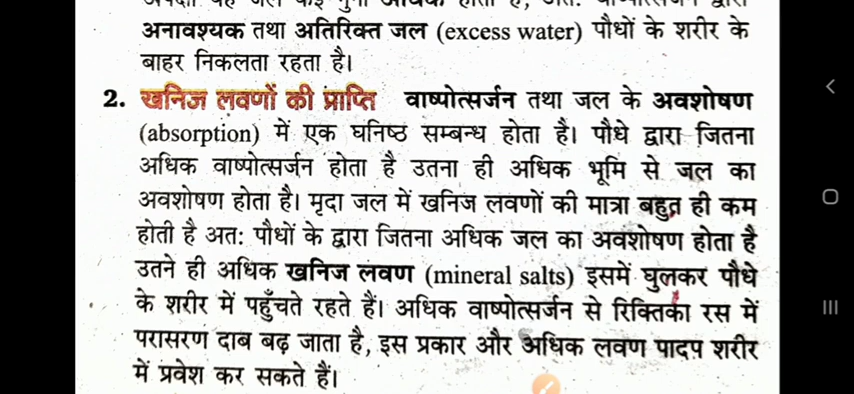 अनावश्यक तथा अतिरिक्त जल (excess water) पौधों के शरीर के
बाहर निकलता रहता है।
2. खनिज लवणों की प्राप्ति वाष्पोत्सर्जन तथा जल के अवशोषण
(absorption) में एक घनिष्ठ सम्बन्ध होता है। पौधे द्वारा जितना
अधिक वाष्पोत्सर्जन होता है उतना ही अधिक भूमि से जल का
अवशोषण होता है। मृदा जल में खनिज लवणों की मात्रा बहुत ही कम
होती है अत: पौधों के द्वारा जितना अधिक जल का अवशोषण होता है
उतने ही अधिक खनिज लवण (mineral salts) इसमें घुलकर पौधे
के शरीर में पहुँचते रहते हैं। अधिक वाष्पोत्सर्जन से रिक्तिका रस में
परासरण दाब बढ़ जाता है, इस प्रकार और अधिक लवण पादप शरीर
में प्रवेश कर सकते हैं।